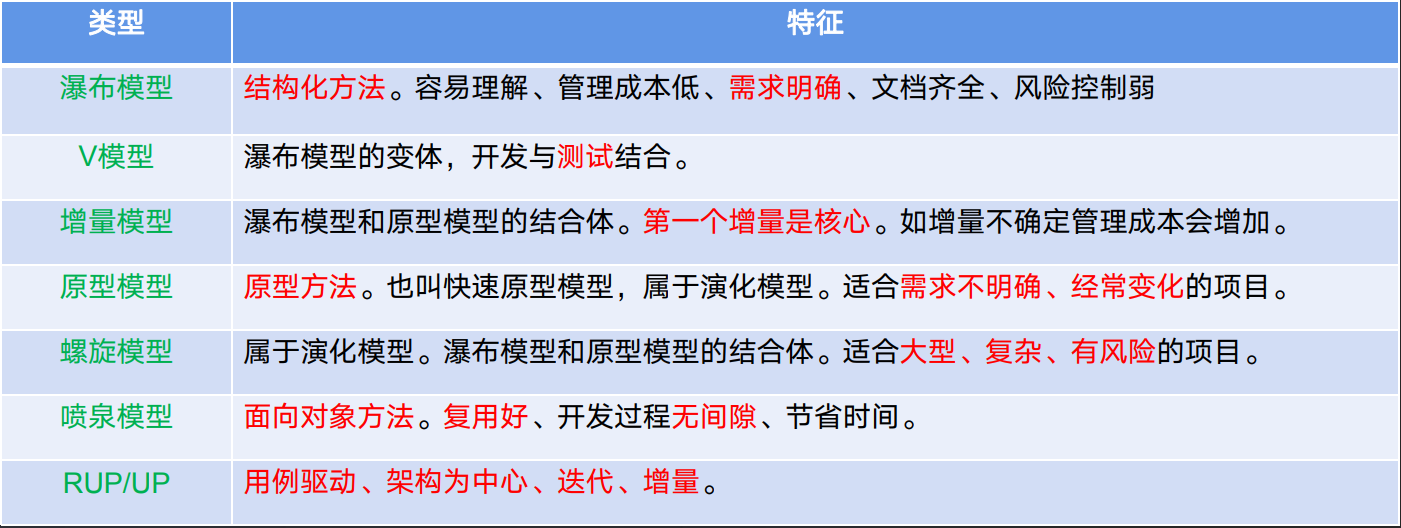 类型 特征
瀑布模型 结构化方法。容易理解、管理成本低、需求明确、文档齐全、风险控制弱
V模型 瀑布模型的变体，开发与测试结合。
增量模型 瀑布模型和原型模型的结合体。第一个增量是核心。如增量不确定管理成本会增加。
原型模型 原型方法。也叫快速原型模型，属于演化模型。适合需求不明确、经常变化的项目。
螺旋模型 属于演化模型。瀑布模型和原型模型的结合体。适合大型、复杂、有风险的项目。
喷泉模型 面向对象方法。复用好、开发过程无间隙、节省时间。
RUP/UP 用例驱动、架构为中心、迭代、增量。